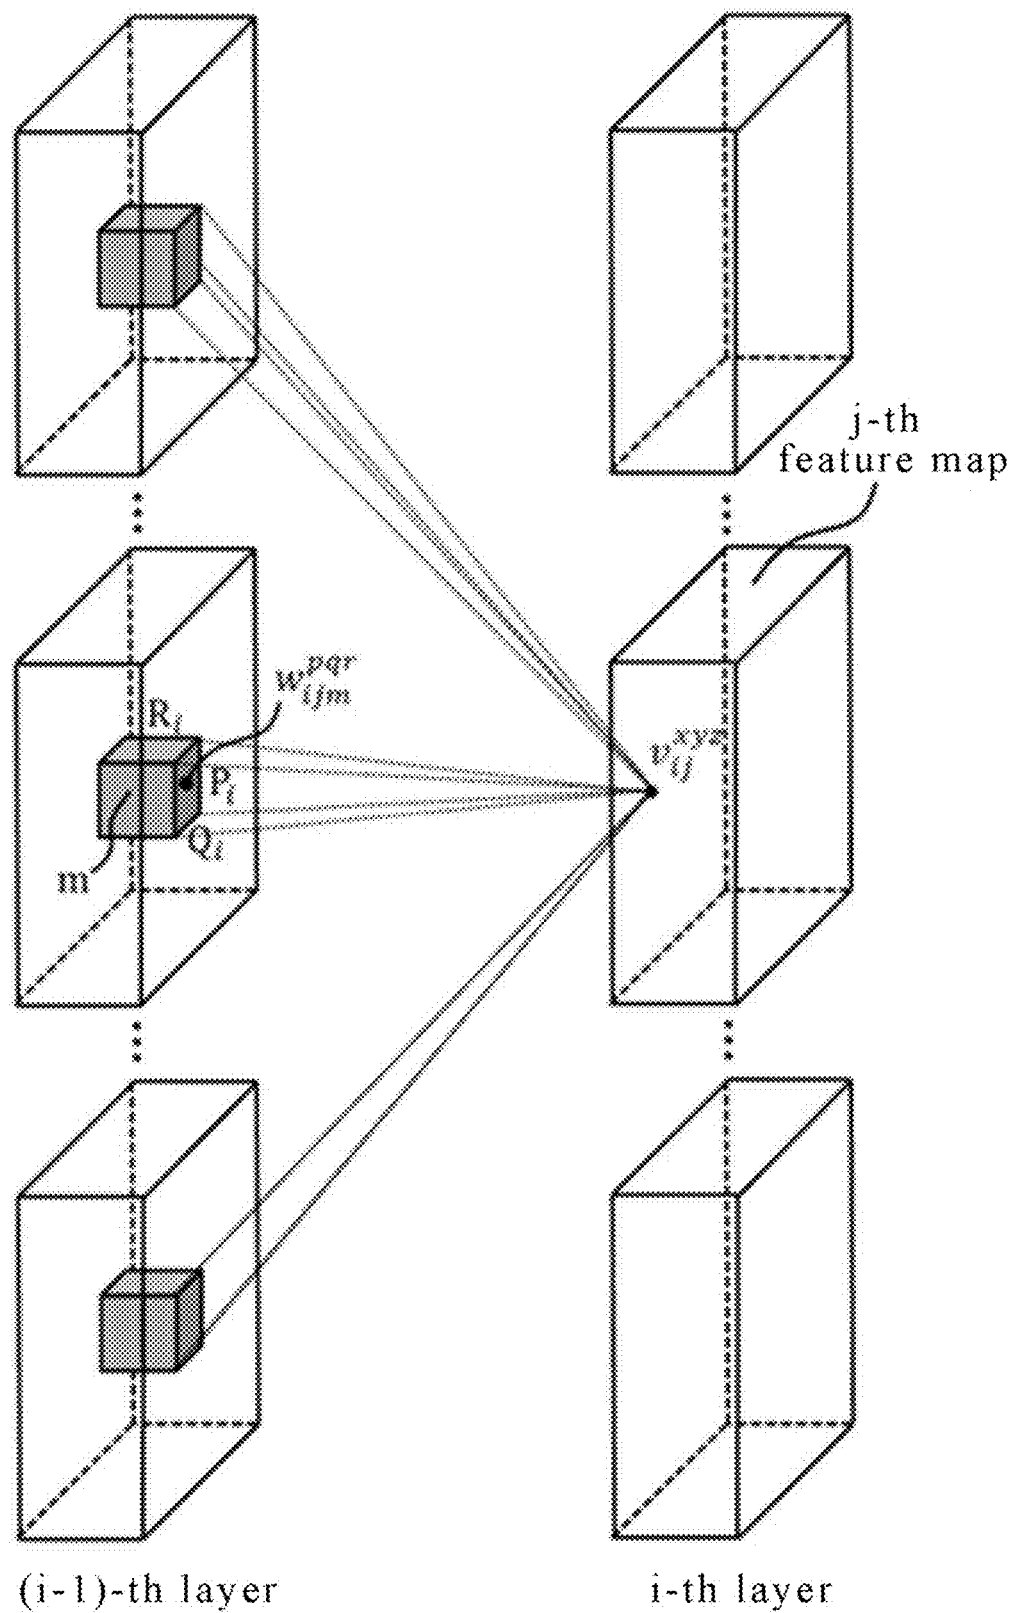 j-th
feature map
w_{ijm}^{pqr}
R_i
v_{ij}^{xyz}
P_i
Q_i
m
(i-1)-th layer
i-th layer